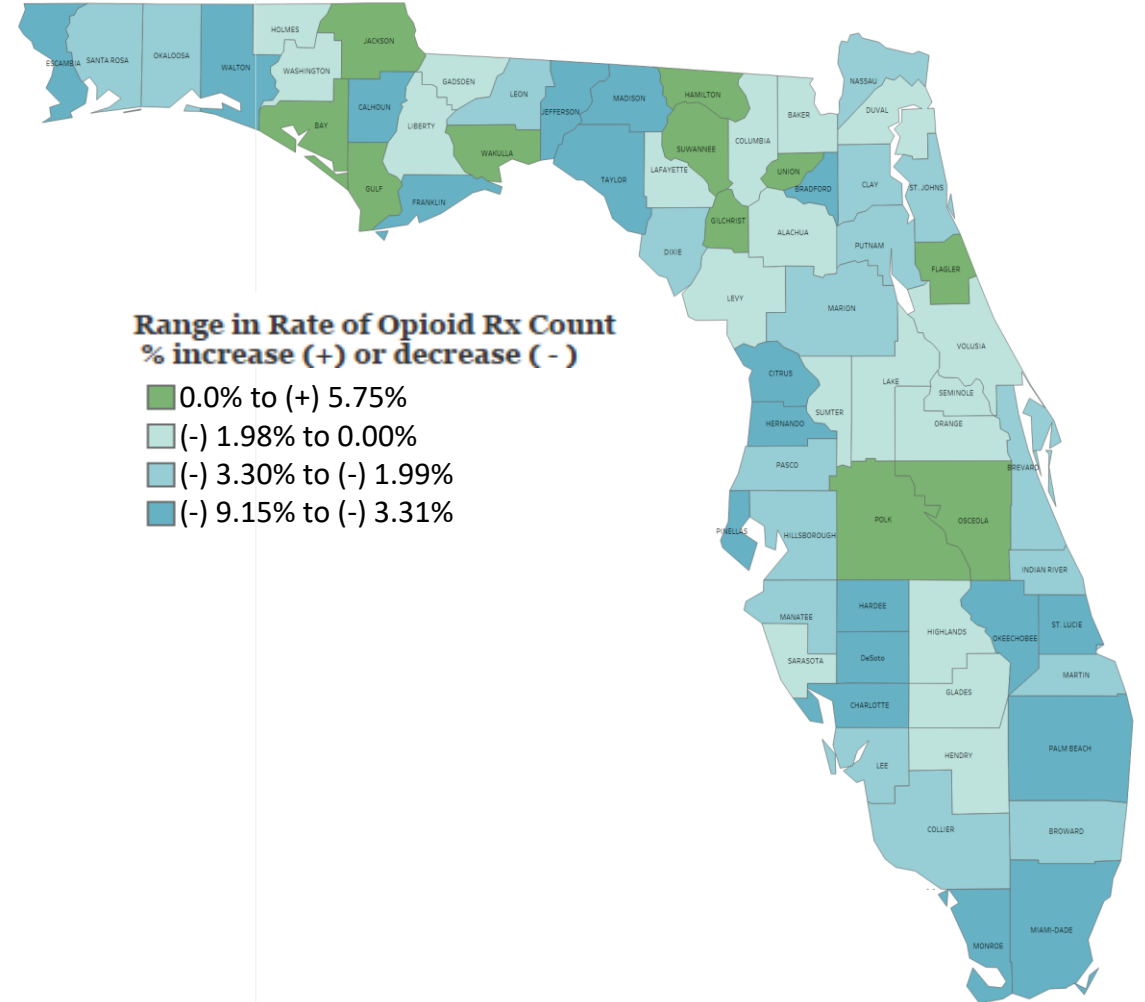 HOLMES
JACKSON
ESCAMBIA
SANTA ROSA
OKALOOSA
WALTON
WASHINGTON
GADSDEN
LEON
JEFFERSON
MADISON
HAMILTON
NASSAU
CALHOUN
LIBERTY
BAY
WAKULLA
COLUMBIA
BAKER
DUVAL
SUWANNEE
TAYLOR
LAFAYETTE
UNION
BRADFORD
CLAY
ST. JOHNS
GULF
FRANKLIN
GILCHRIST
ALACHUA
DIXIE
PUTNAM
FLAGLER
LEVY
MARION
VOLUSIA
Range in Rate of Opioid Rx Count
% increase (+) or decrease ( - )
0.0% to (+) 5.75%
(-) 1.98% to 0.00%
(-) 3.30% to (-) 1.99%
(-) 9.15% to (-) 3.31%
CITRUS
LAKE
SEMINOLE
SUMTER
HERNANDO
ORANGE
PASCO
BREVARD
PINELLAS
HILLSBOROUGH
POLK
OSCEOLA
INDIAN RIVER
MANATEE
HARDEE
HIGHLANDS
OKEECHOBEE
ST. LUCIE
SARASOTA
DeSoto
MARTIN
CHARLOTTE
GLADES
PALM BEACH
LEE
HENDRY
COLLIER
BROWARD
MONROE
MIAMI-DADE